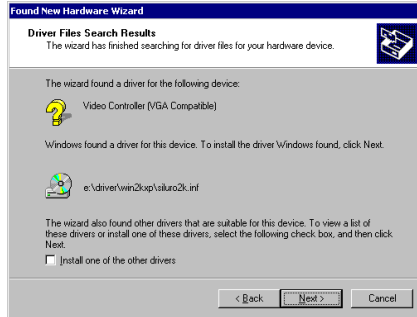 Found New Hardware Wizard
Driver Files Search Results
The wizard has finished searching for driver files for your hardware device.
The wizard found a driver for the following device:
Video Controller (VGA Compatible)
Windows found a driver for this device. To install the driver Windows found, click Next.
e:\driver\win2kxp\siluro2k.inf
The wizard also found other drivers that are suitable for this device. To view a list of
these drivers or install one of these drivers, select the following check box, and then click
Next.
Install one of the other drivers
< Back Next > Cancel